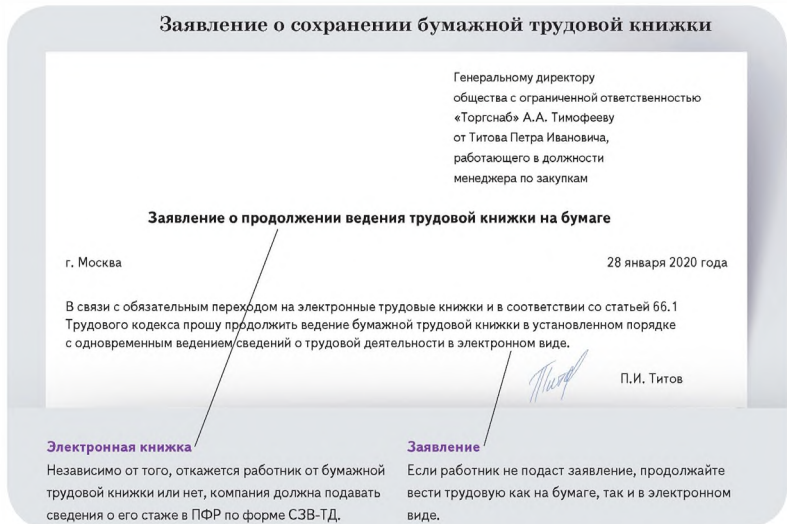 Заявление о сохранении бумажной трудовой книжки
Генеральному директору
общества с ограниченной ответственностью
«Торгснаб» А.А. Тимофееву
от Титова Петра Ивановича,
работающего в должности
менеджера по закупкам
Заявление о продолжении ведения трудовой книжки на бумаге
г. Москва
28 января 2020 года
В связи с обязательным переходом на электронные трудовые книжки и в соответствии со статьей 66.1
Трудового кодекса прошу продолжить ведение бумажной трудовой книжки в установленном порядке
с одновременным ведением сведений о трудовой деятельности в электронном виде.
П.И. Титов
Электронная книжка
Независимо от того, откажется работник от бумажной
трудовой книжки или нет, компания должна подавать
сведения о его стаже в ПФР по форме СЗВ-ТД.
Заявление
Если работник не подаст заявление, продолжайте
вести трудовую как на бумаге, так и в электронном
виде.